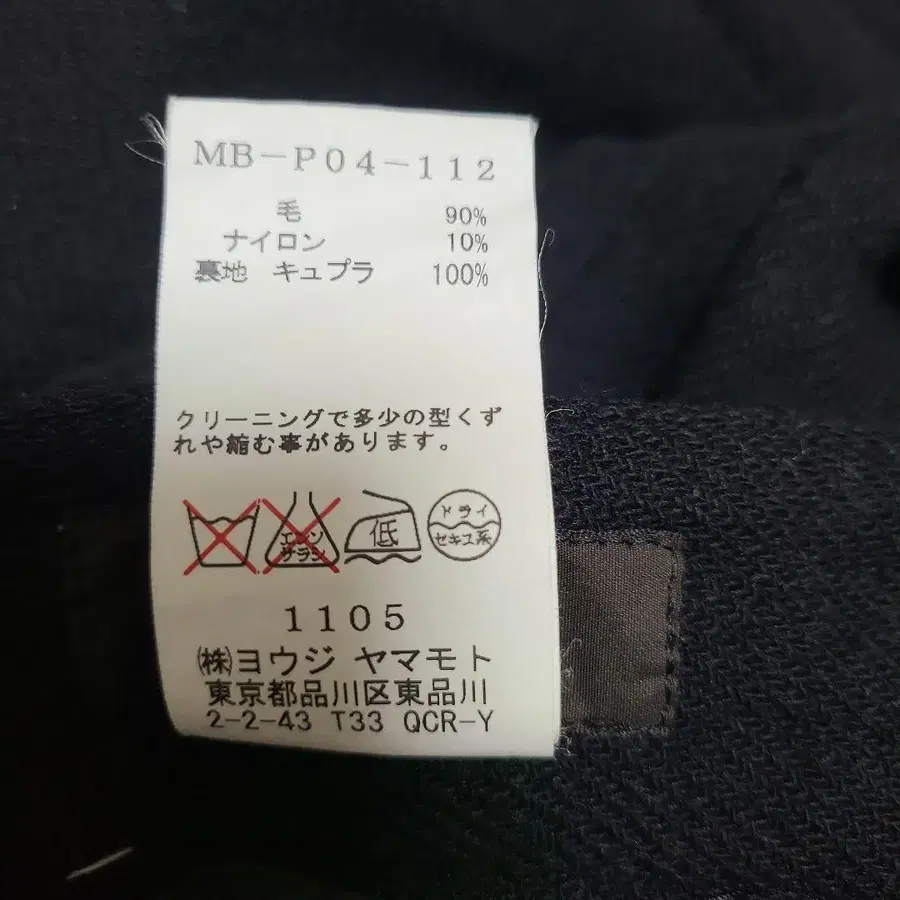 MB-P04-112
毛 90%
ナイロン 10%
裏地 キュプラ 100%
クリーニングで多少の型くず
れや縮む事があります。
エンソ
サラシ
低
ドライ
セキユ系
1105
㈱ヨウジ ヤマモト
東京都品川区東品川
2-2-43 T33 QCR-Y